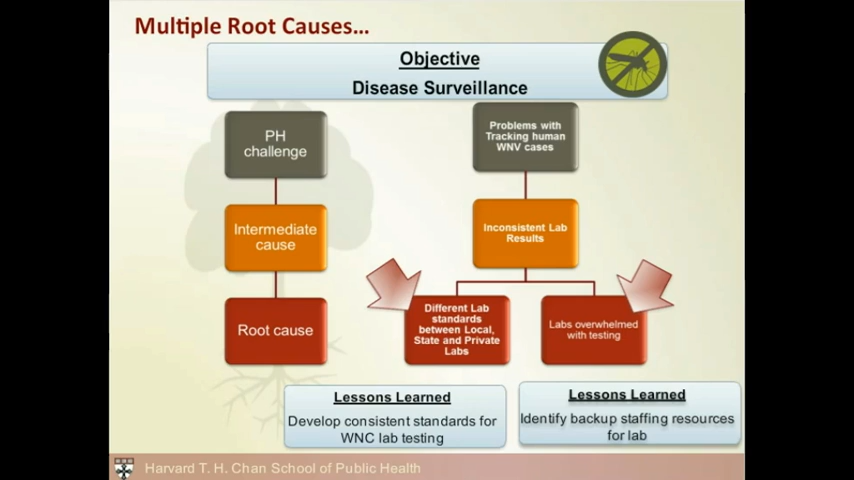 Multiple Root Causes...
Objective
Disease Surveillance
PH
challenge
Problems with
Tracking human
WNV cases
Intermediate
cause
Inconsistent Lab
Results
Root cause
Different Lab
standards
between Local,
State and Private
Labs
Labs overwhelmed
with testing
Lessons Learned
Develop consistent standards for
WNC lab testing
Lessons Learned
Identify backup staffing resources
for lab
Harvard T. H. Chan School of Public Health